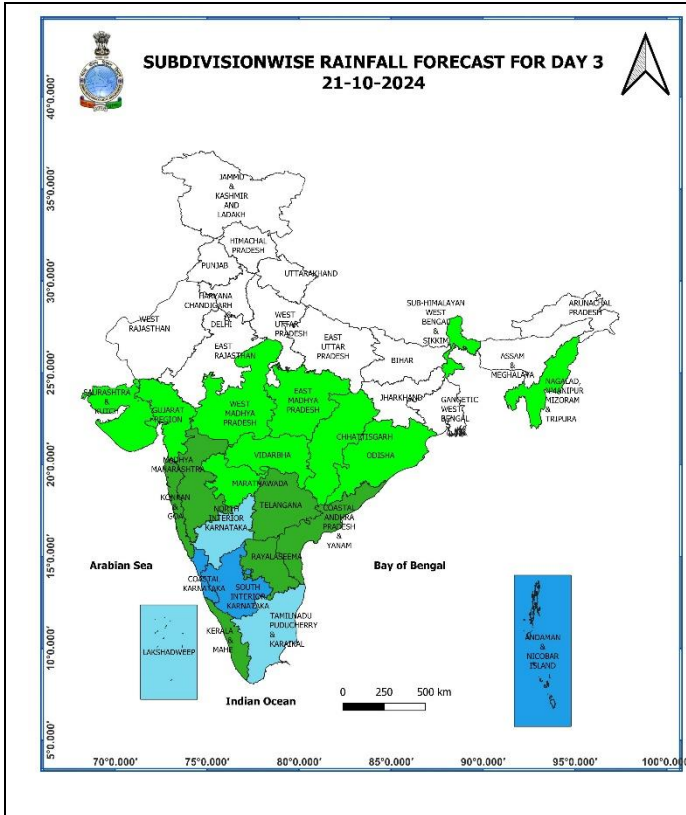 SUBDIVISIONWISE RAINFALL FORECAST FOR DAY 3
21-10-2024
40°0.000'
35°0.000'
30°0.000'
25°0.000'
20°0.000'
15°0.000'
10°0.000'
5°0.000'
JAMMU
&
KASHMIR
AND
LADAKH
HIMACHAL
PRADESH
PUNJAB
UTTARAKHAND
HARYANA
CHANDIGARH
DELHI
WEST
RAJASTHAN
EAST
RAJASTHAN
WEST
UTTAR
PRADESH
EAST
UTTAR
PRADESH
BIHAR
SUB-HIMALAYAN
WEST
BENGAL
&
SIKKIM
ARUNACHAL
PRADESH
ASSAM
&
MEGHALAYA
NAGALAD,
MANIPUR
MIZORAM
&
TRIPURA
JHARKHAND
GANGETIC
WEST
BENGAL
SAURASHTRA
&
KUTCH
GUJARAT
REGION
WEST
MADHYA
PRADESH
EAST
MADHYA
PRADESH
CHHATTISGARH
ODISHA
VIDARBHA
MADHYA
MAHARASHTRA
MARATHAWADA
KONKAN
&
GOA
TELANGANA
NORTH
INTERIOR
KARNATAKA
COASTAL
ANDHRA
PRADESH
&
YANAM
RAYALASEEMA
COASTAL
KARNATAKA
SOUTH
INTERIOR
KARNATAKA
TAMILNADU
PUDUCHERRY
&
KARAIKAL
KERALA
&
MAHE
LAKSHADWEEP
ANDAMAN
&
NICOBAR
ISLAND
Arabian Sea
Bay of Bengal
Indian Ocean
0 250 500 km
70°0.000' 75°0.000' 80°0.000' 85°0.000' 90°0.000' 95°0.000' 100°0.000'